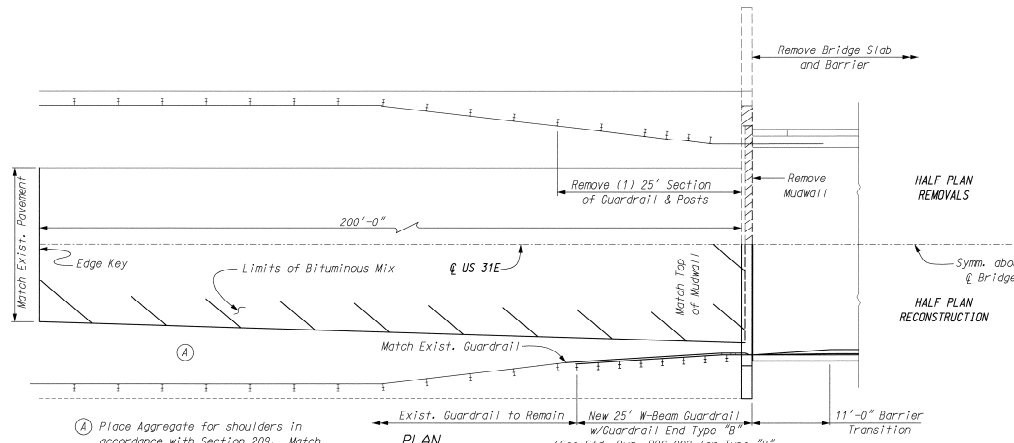 Remove Bridge Slab
and Barrier
Remove (1) 25' Section
of Guardrail & Posts
Remove
Mudwall
HALF PLAN
REMOVALS
Match Exist. Pavement
200'-0"
Edge Key
Limits of Bituminous Mix
℄ US 31E
Match Top
of Mudwall
Symm. abo
℄ Bridge
HALF PLAN
RECONSTRUCTION
Match Exist. Guardrail
A
A Place Aggregate for shoulders in
accordance with Section 209. Match
Exist. Guardrail to Remain
PLAN
New 25' W-Beam Guardrail
w/Guardrail End Type "B"
11'-0" Barrier
Transition